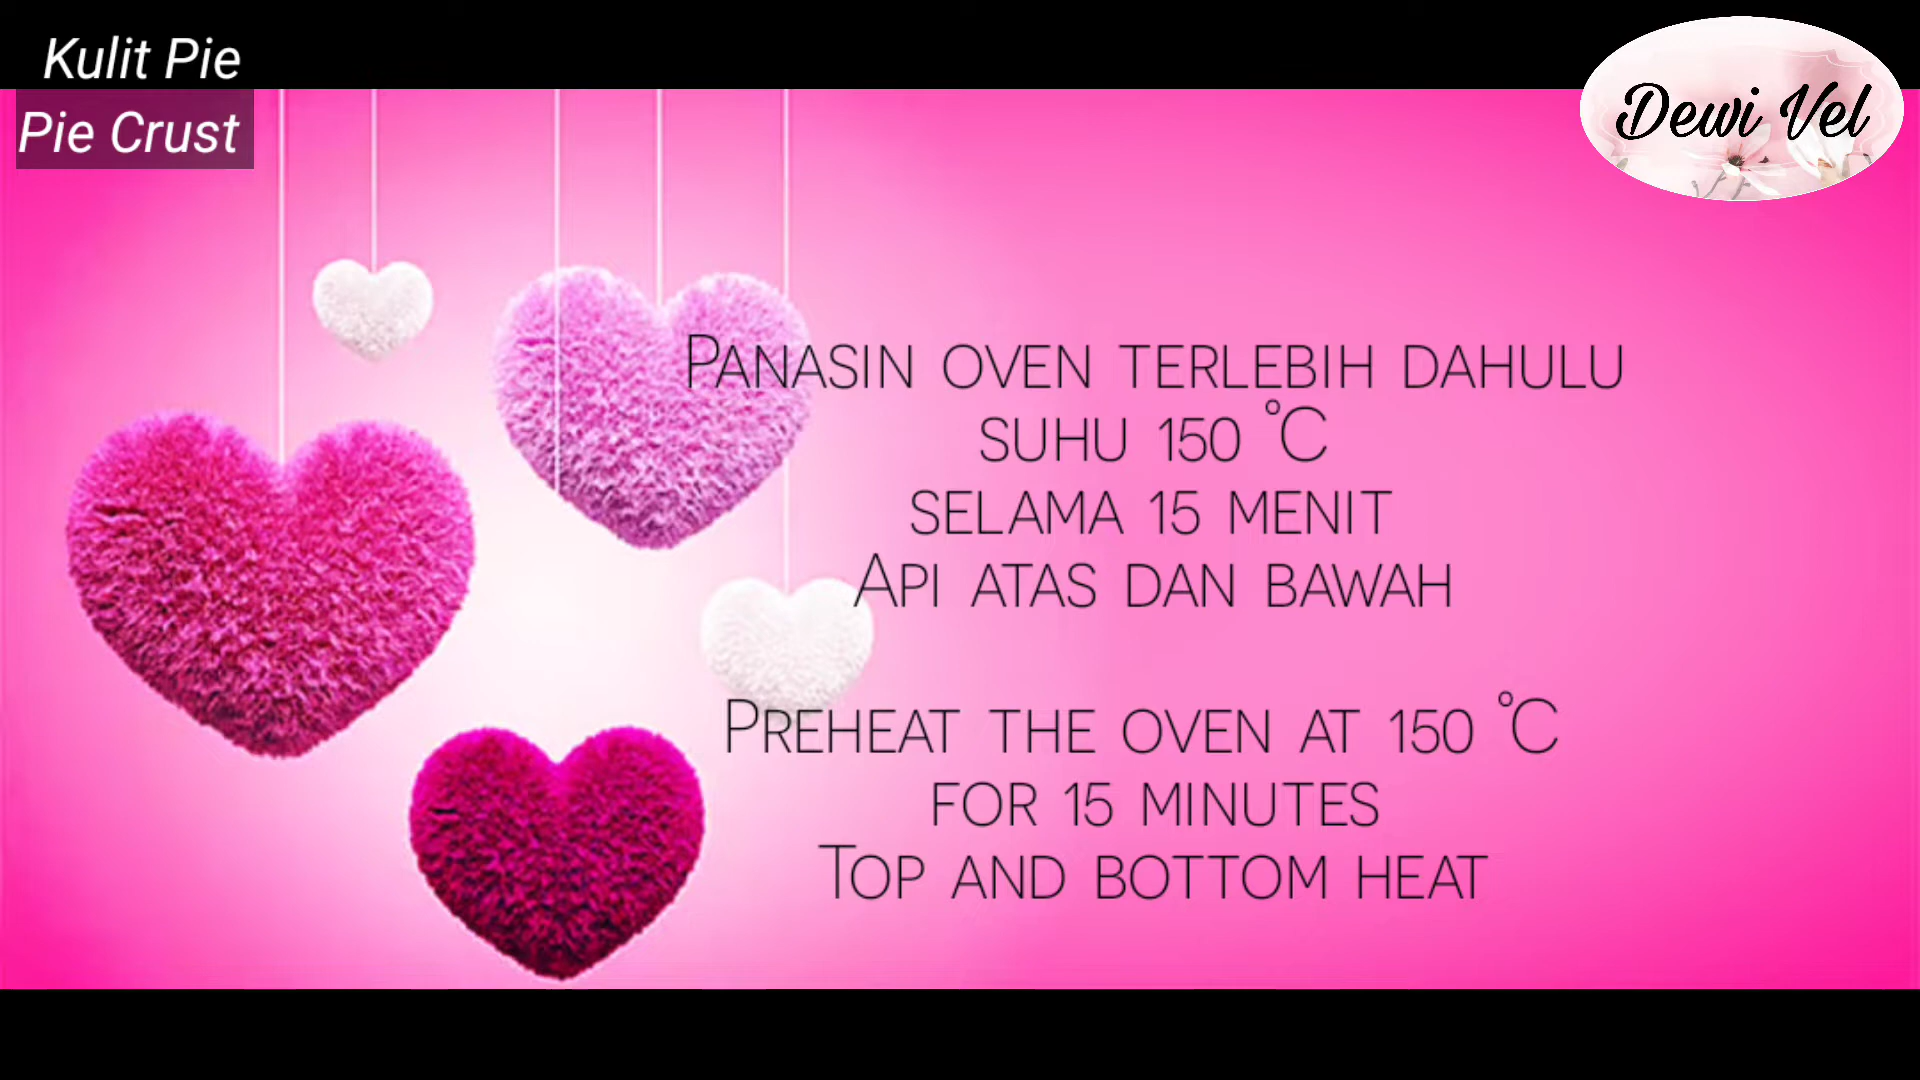 Kulit Pie
Pie Crust
Dewi Vel
PANASIN OVEN TERLEBIH DAHULU
SUHU 150 °C
SELAMA 15 MENIT
API ATAS DAN BAWAH
PREHEAT THE OVEN AT 150 °C
FOR 15 MINUTES
TOP AND BOTTOM HEAT